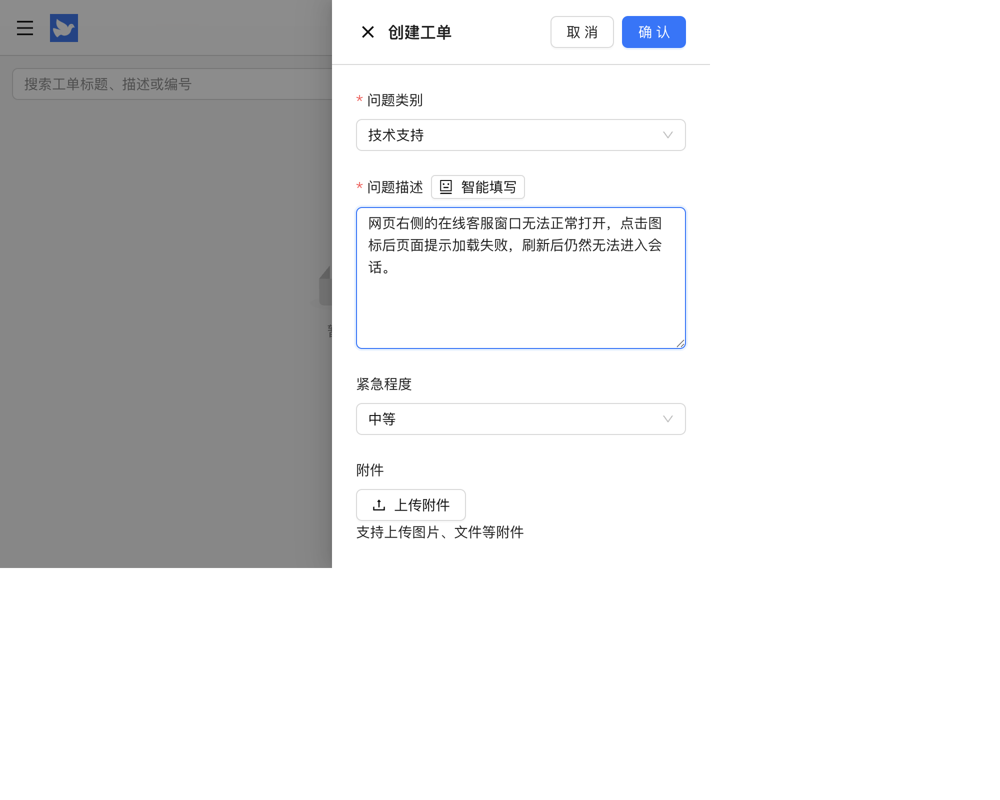 创建工单
取 消
确 认
搜索工单标题、描述或编号
* 问题类别
技术支持
* 问题描述
智能填写
网页右侧的在线客服窗口无法正常打开，点击图
标后页面提示加载失败，刷新后仍然无法进入会
话。
紧急程度
中等
附件
上传附件
支持上传图片、文件等附件